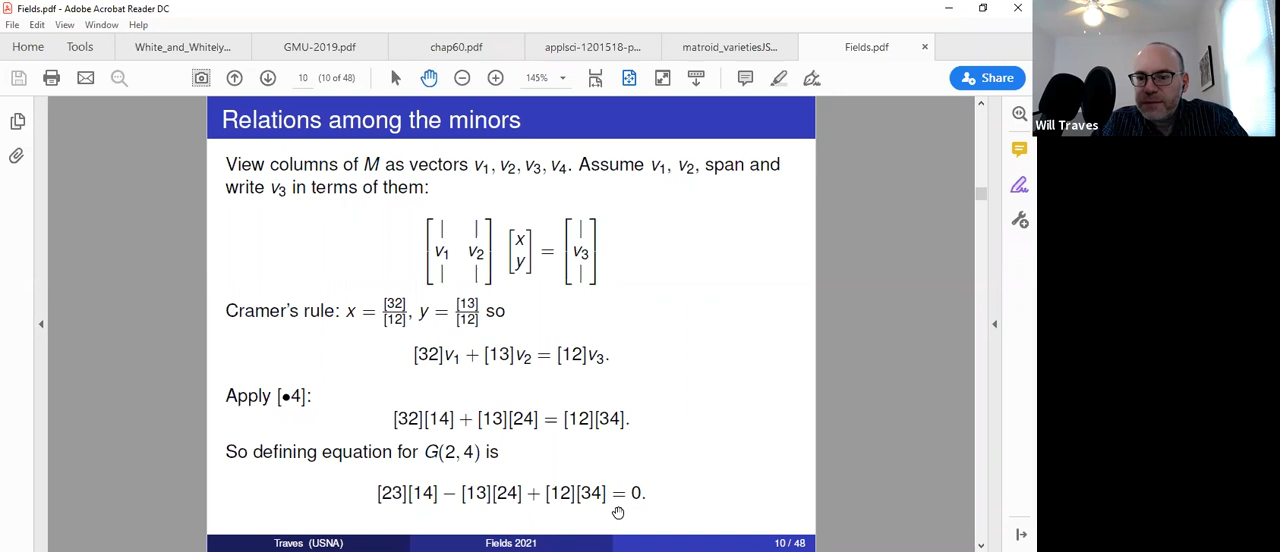 Fields.pdf - Adobe Acrobat Reader DC
File Edit View Window Help
Home Tools White_and_Whitely... GMU-2019.pdf chap60.pdf applsci-1201518-p... matroid_varietiesJS... Fields.pdf ×
10 (10 of 48) 145% Share
Will Traves
Relations among the minors
View columns of M as vectors v₁, v₂, v₃, v₄. Assume v₁, v₂, span and
write v₃ in terms of them:
[v₁ v₂] [x y] = [v₃]
Cramer's rule: x = [32]/[12], y = [13]/[12] so
[32]v₁ + [13]v₂ = [12]v₃.
Apply [•4]:
[32][14] + [13][24] = [12][34].
So defining equation for G(2, 4) is
[23][14] − [13][24] + [12][34] = 0.
Traves (USNA) Fields 2021 10 / 48